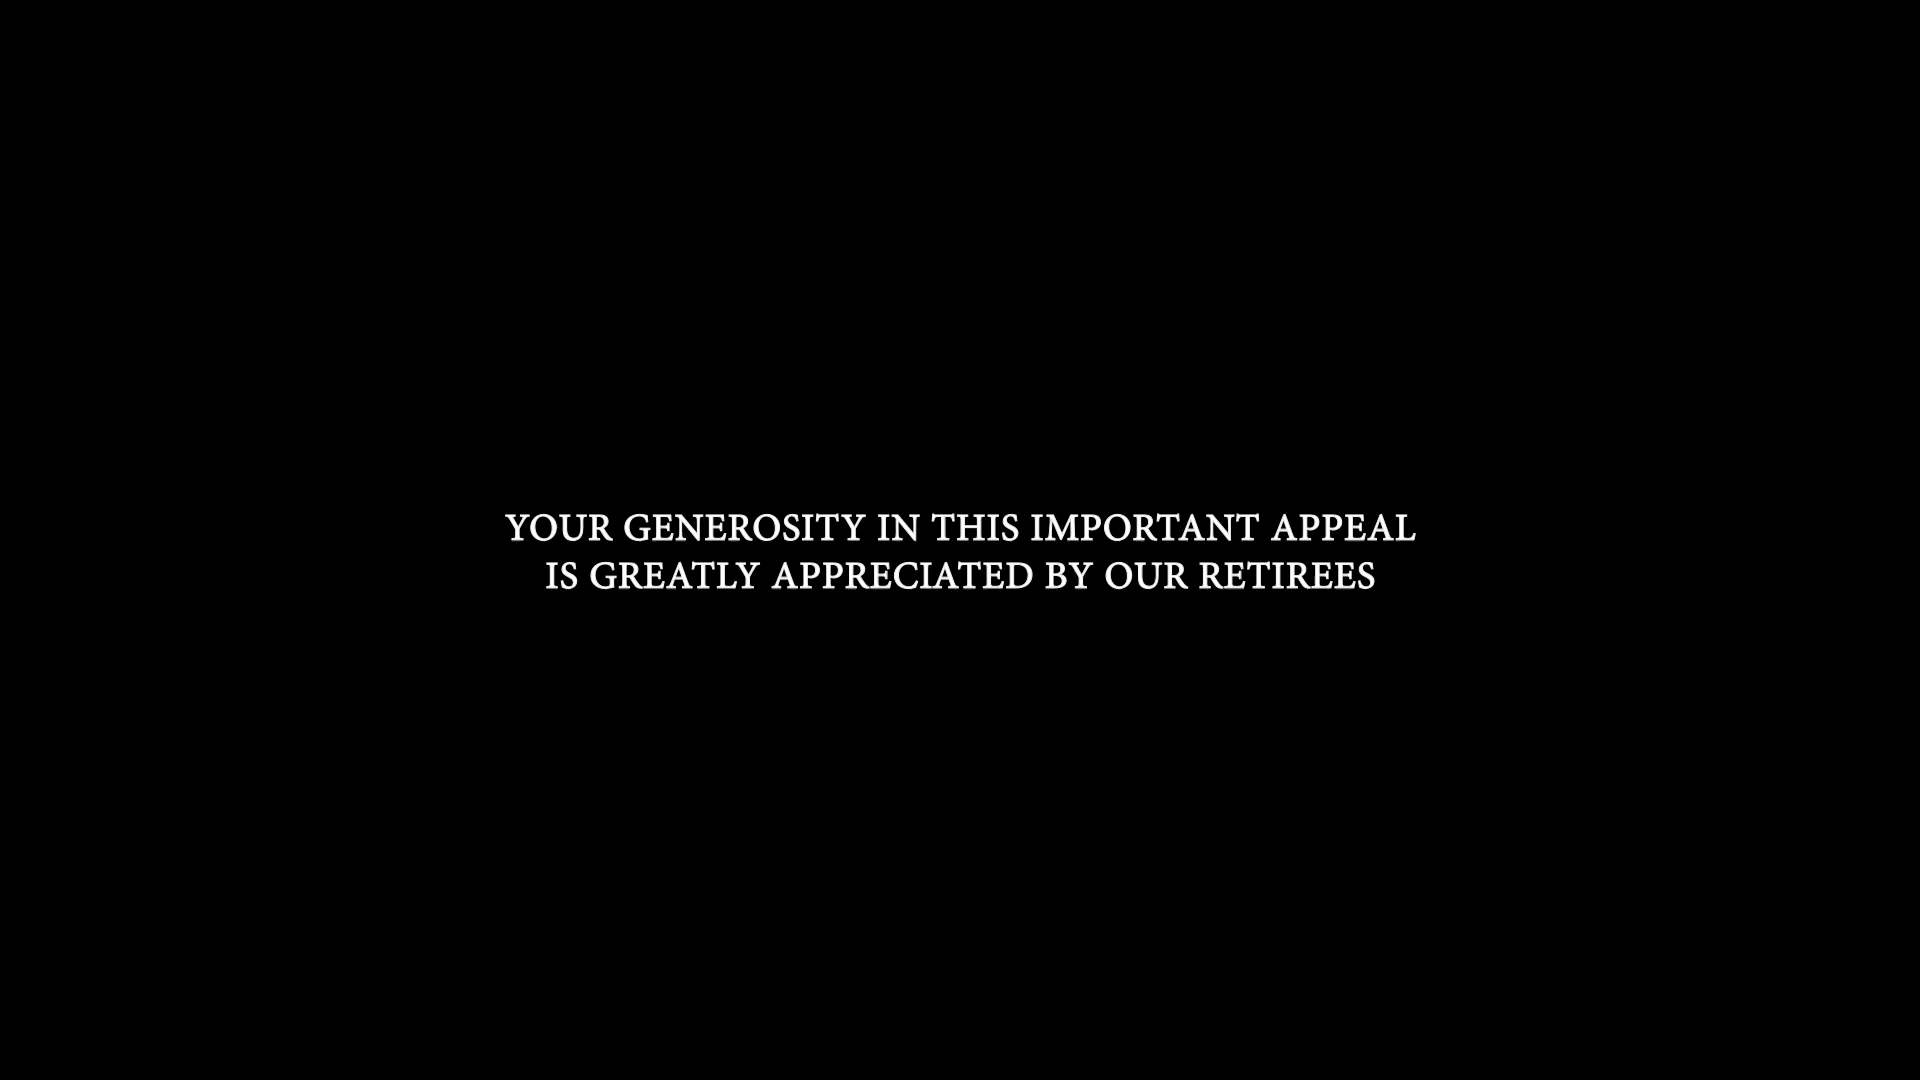 YOUR GENEROSITY IN THIS IMPORTANT APPEAL
IS GREATLY APPRECIATED BY OUR RETIREES